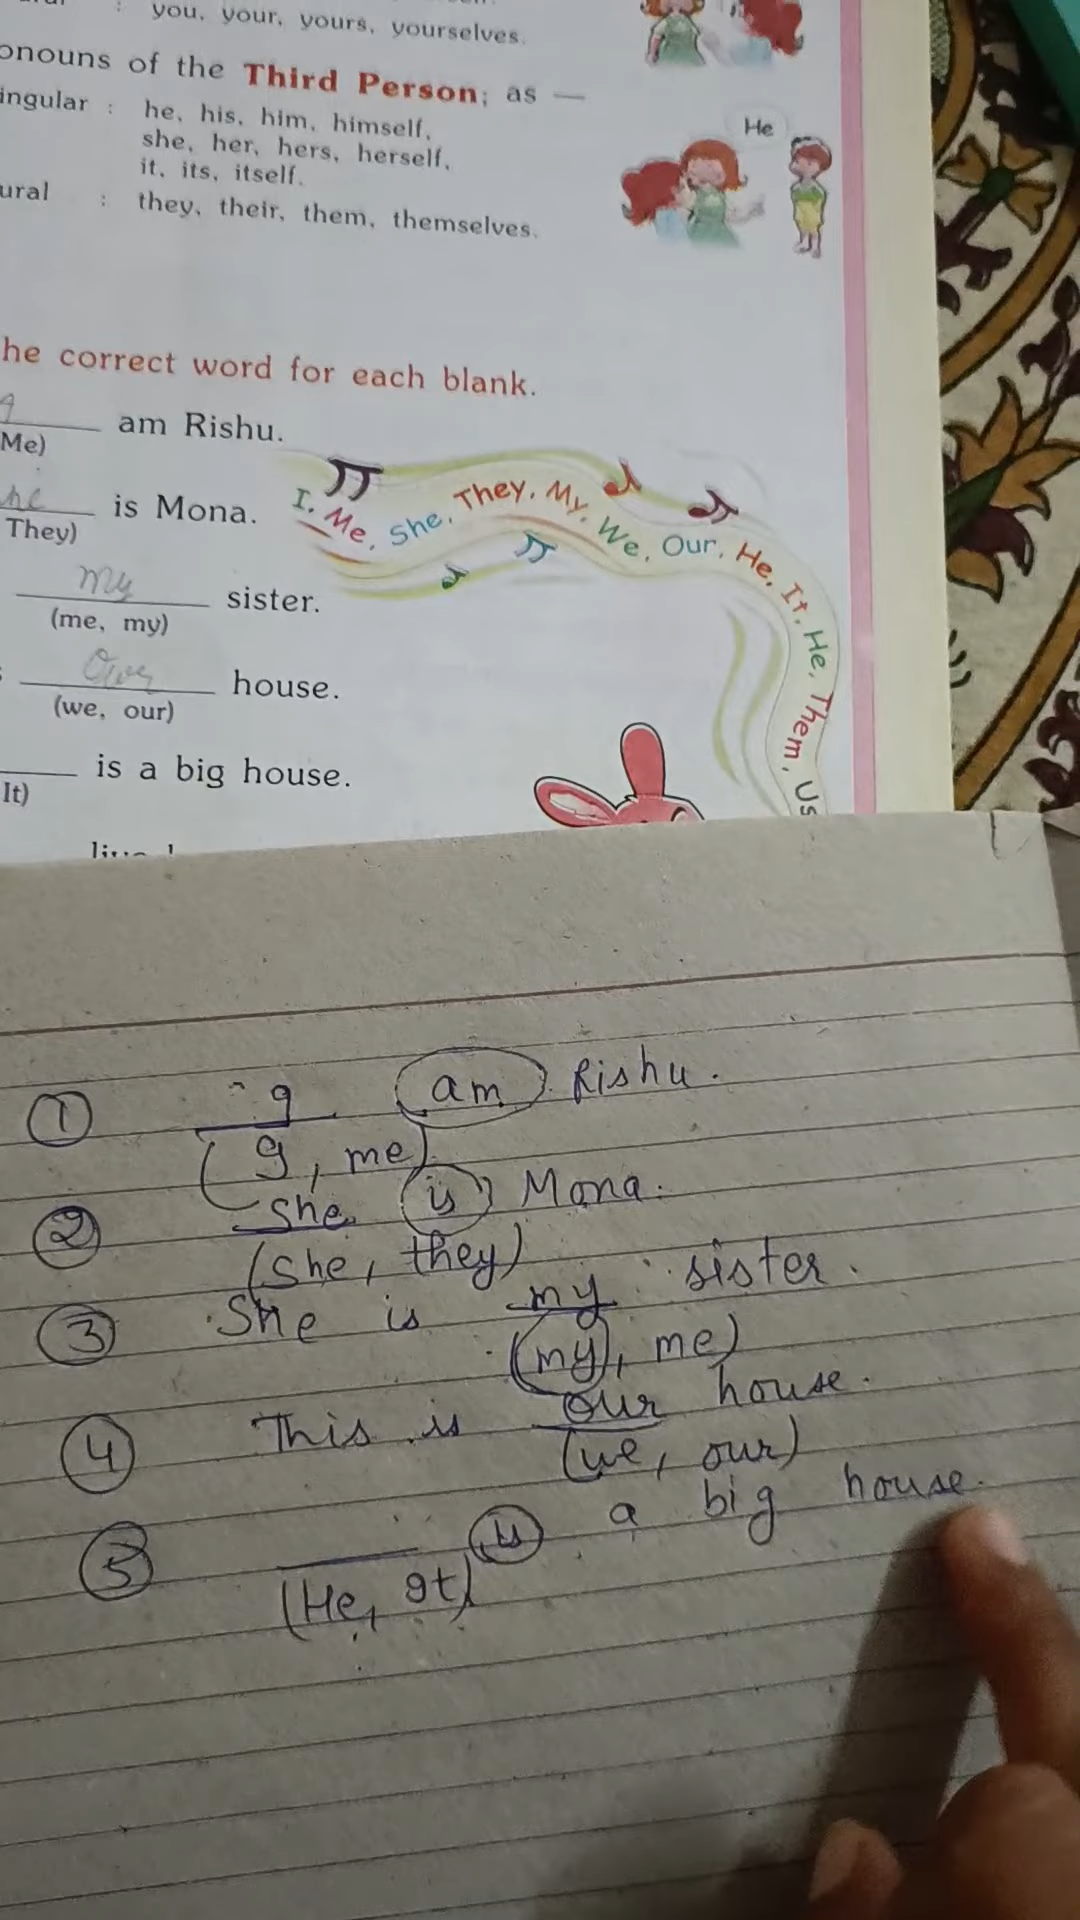 : you, your, yours, yourselves.
onouns of the Third Person; as —
ingular : he, his, him, himself,
she, her, hers, herself,
it, its, itself.
ural : they, their, them, themselves.
He
he correct word for each blank.
I am Rishu.
Me)
he is Mona.
They)
I, Me, She, They, My, We, Our, He, It, He, Them, Us
my sister.
(me, my)
our house.
(we, our)
is a big house.
It)
1 I am Rishu.
(I, me)
2 She is Mona.
(she, they)
3 She is my sister.
(my, me)
4 This is our house.
(we, our)
5 is a big house.
(He, It)